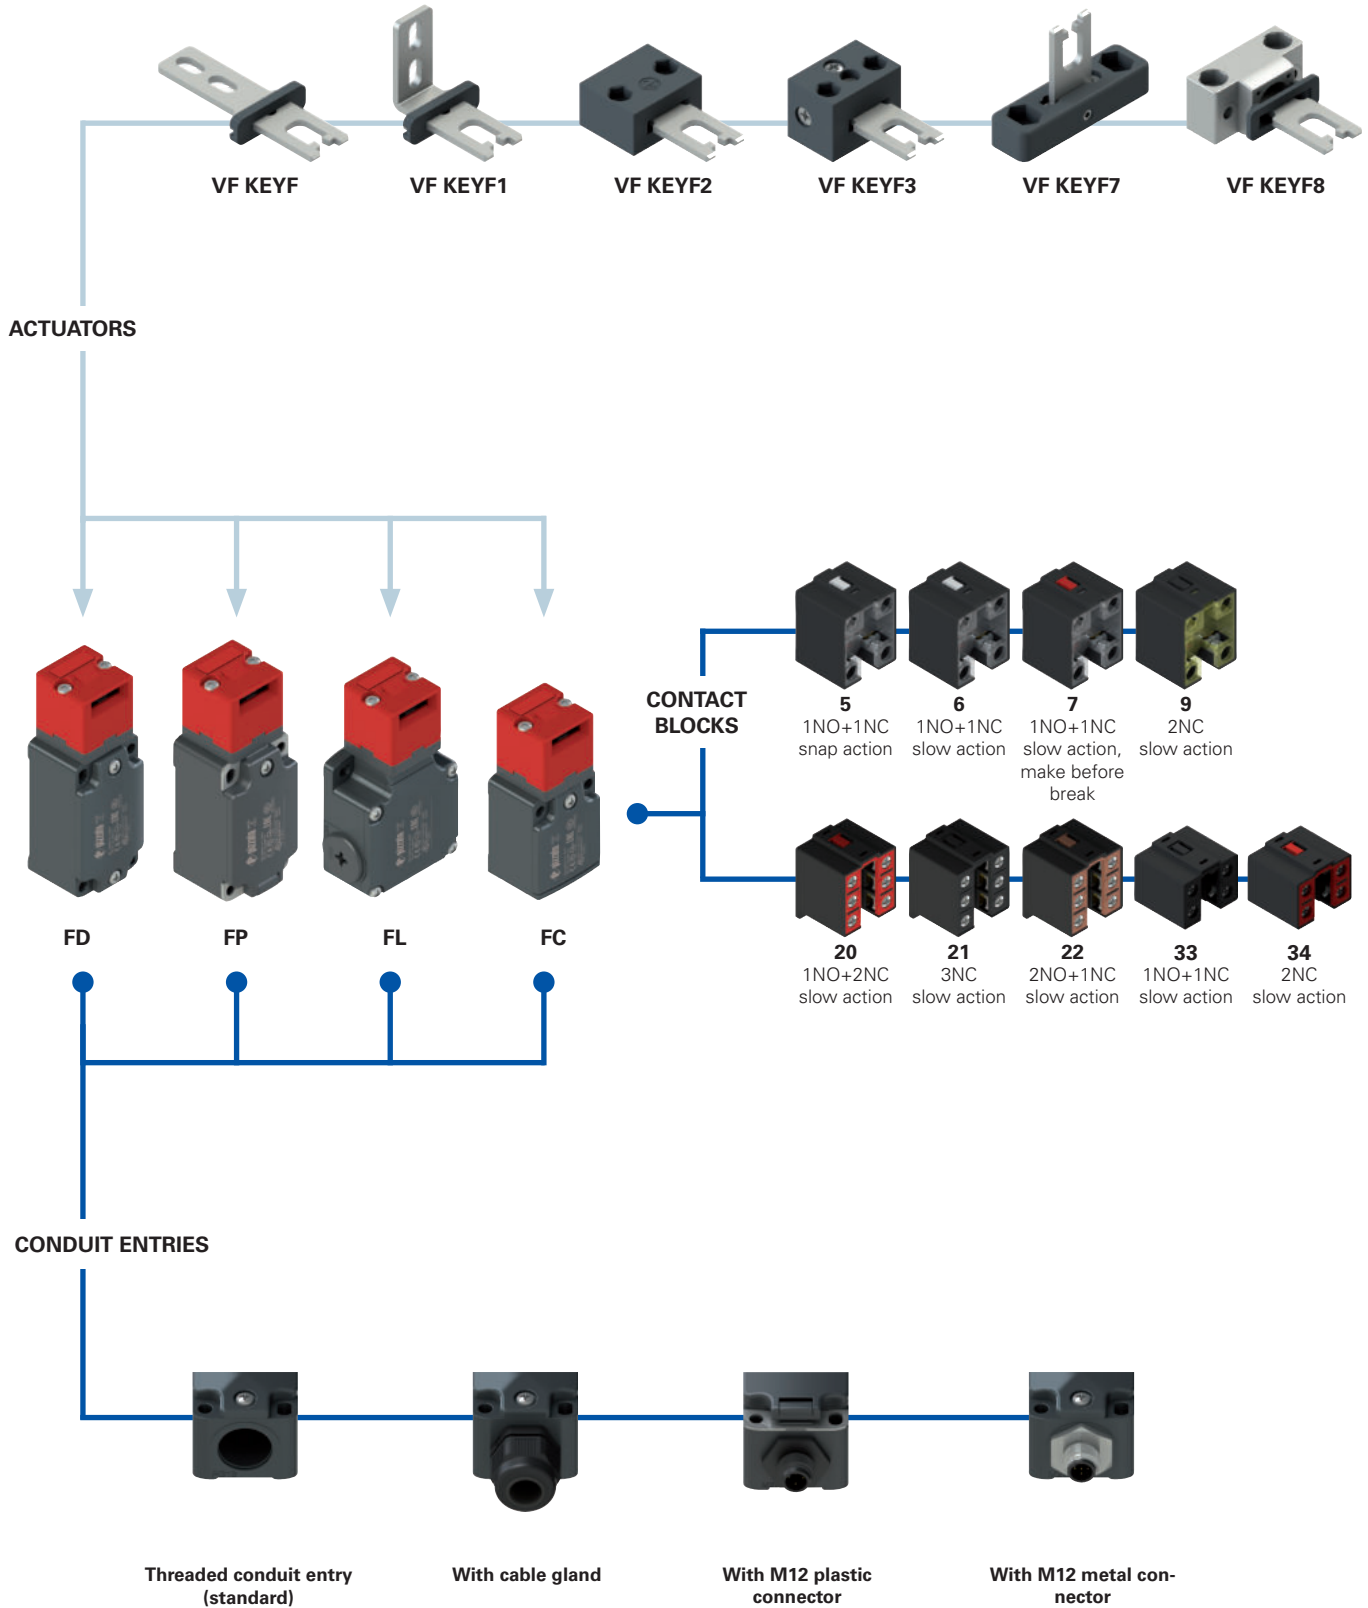 VF KEYF
VF KEYF1
VF KEYF2
VF KEYF3
VF KEYF7
VF KEYF8
ACTUATORS
CONTACT
BLOCKS
5
1NO+1NC
snap action
6
1NO+1NC
slow action
7
1NO+1NC
slow action,
make before
break
9
2NC
slow action
20
1NO+2NC
slow action
21
3NC
slow action
22
2NO+1NC
slow action
33
1NO+1NC
slow action
34
2NC
slow action
pizzato
pizzato
pizzato
pizzato
FD
FP
FL
FC
CONDUIT ENTRIES
Threaded conduit entry
(standard)
With cable gland
With M12 plastic
connector
With M12 metal con-
nector